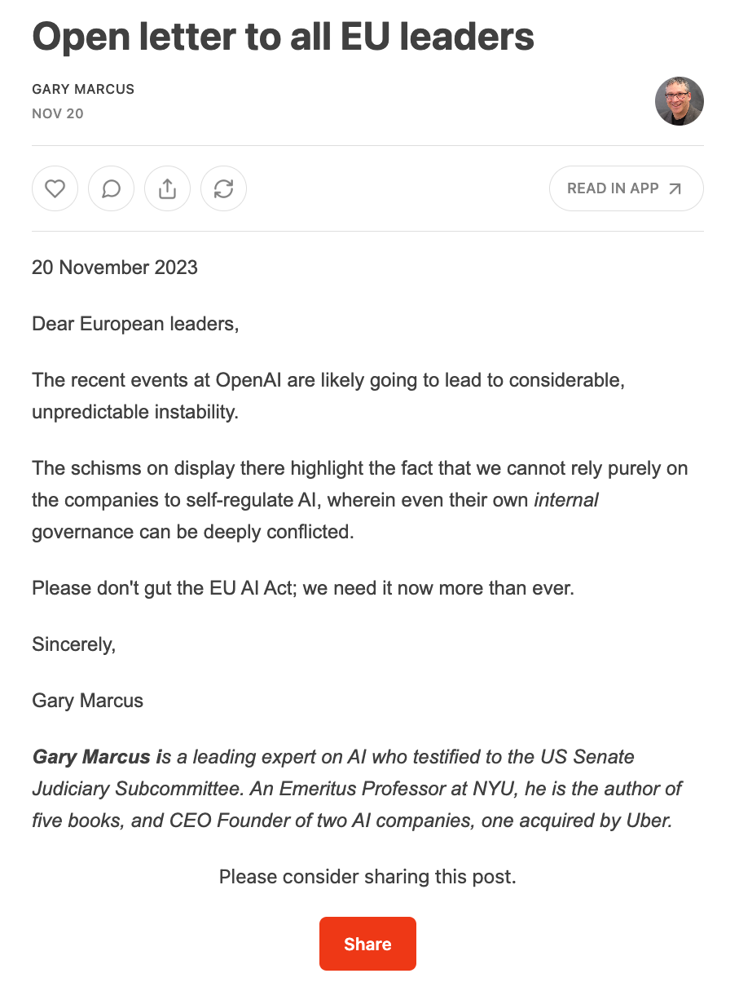 Open letter to all EU leaders
GARY MARCUS
NOV 20
READ IN APP
20 November 2023
Dear European leaders,
The recent events at OpenAI are likely going to lead to considerable,
unpredictable instability.
The schisms on display there highlight the fact that we cannot rely purely on
the companies to self-regulate AI, wherein even their own internal
governance can be deeply conflicted.
Please don't gut the EU AI Act; we need it now more than ever.
Sincerely,
Gary Marcus
Gary Marcus is a leading expert on AI who testified to the US Senate
Judiciary Subcommittee. An Emeritus Professor at NYU, he is the author of
five books, and CEO Founder of two AI companies, one acquired by Uber.
Please consider sharing this post.
Share